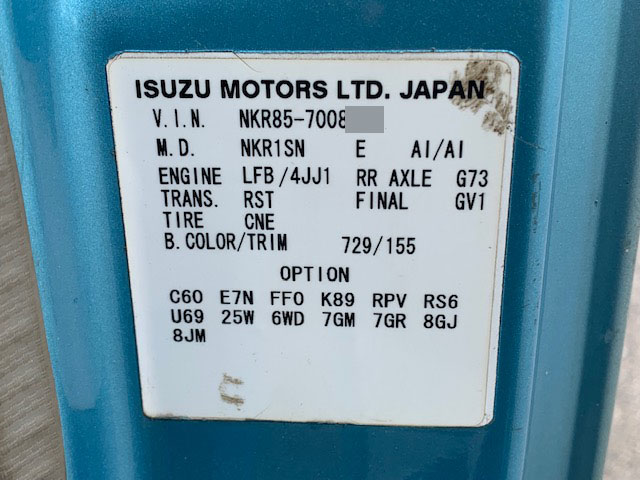 ISUZU MOTORS LTD. JAPAN
V.I.N. NKR85-7008
M.D. NKR1SN E AI/AI
ENGINE LFB/4JJ1 RR AXLE G73
TRANS. RST FINAL GV1
TIRE CNE
B.COLOR/TRIM 729/155
OPTION
C60 E7N FF0 K89 RPV RS6
U69 25W 6WD 7GM 7GR 8GJ
8JM